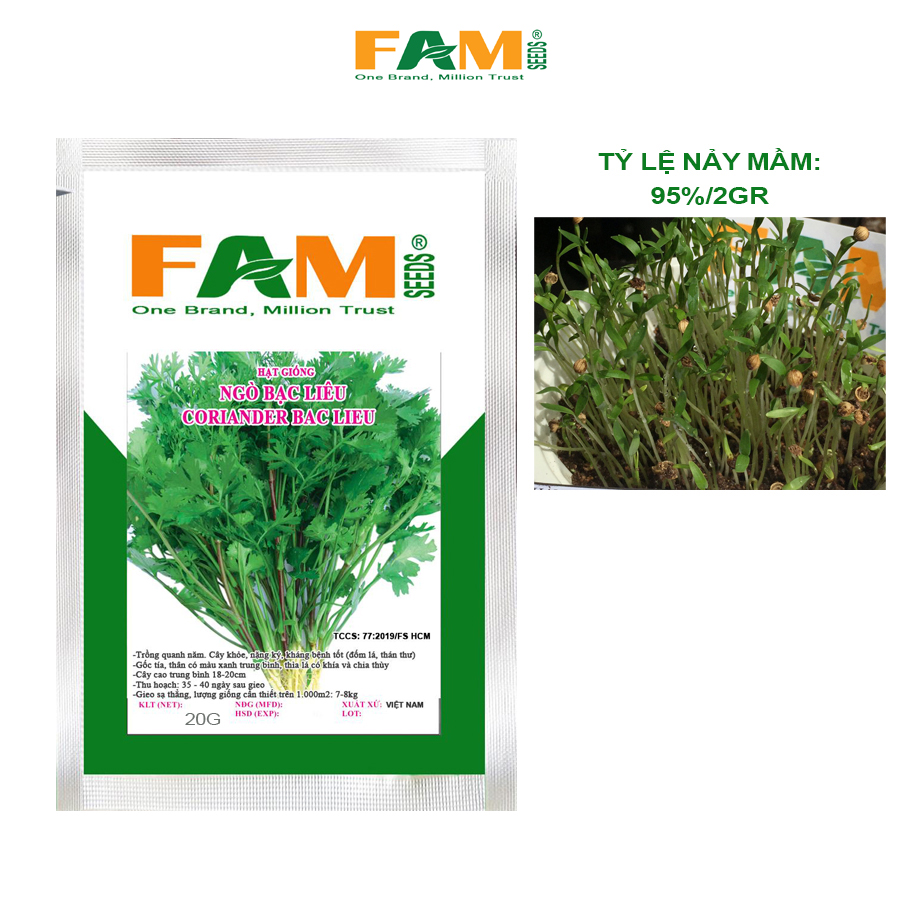 FAM SEEDS®
One Brand, Million Trust
TỶ LỆ NẢY MẦM:
95%/2GR
FAM SEEDS®
One Brand, Million Trust
HẠT GIỐNG
NGÒ BẠC LIÊU
CORIANDER BAC LIEU
TCCS: 77:2019/FS HCM
-Trồng quanh năm. Cây khỏe, năng ký, kháng bệnh tốt (đốm lá, thán thư)
-Gốc tía, thân có màu xanh trung bình, thìa lá có khía và chia thùy
-Cây cao trung bình 18-20cm
-Thu hoạch: 35 - 40 ngày sau gieo
-Gieo sạ thẳng, lượng giống cần thiết trên 1.000m2: 7-8kg
KLT (NET): NDG (MFD): XUẤT XỨ: VIỆT NAM
20G HSD (EXP): LOT: